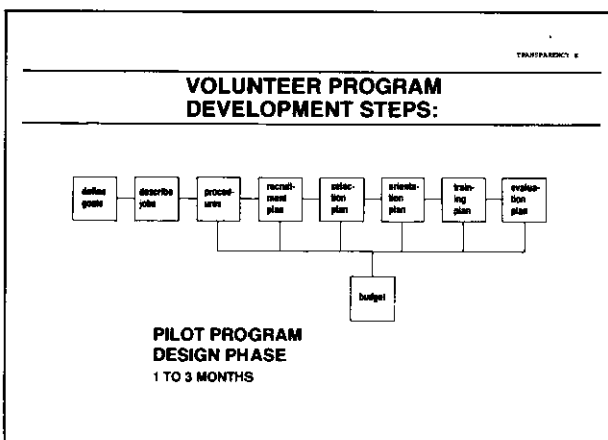 TRANSPARENCY
VOLUNTEER PROGRAM
DEVELOPMENT STEPS:
define
goals
describe
jobs
proced-
ures
recruit-
ment
plan
selec-
tion
plan
orienta-
tion
plan
train-
ing
plan
evalua-
tion
plan
budget
PILOT PROGRAM
DESIGN PHASE
1 TO 3 MONTHS